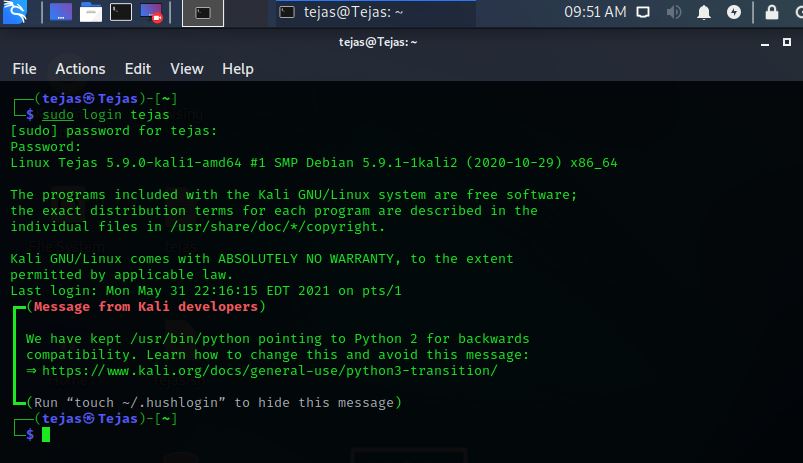 tejas@Tejas: ~
09:51 AM
tejas@Tejas: ~
File Actions Edit View Help
┌──(tejas㉿Tejas)-[~]
└─$ sudo login tejas
[sudo] password for tejas:
Password:
Linux Tejas 5.9.0-kali1-amd64 #1 SMP Debian 5.9.1-1kali2 (2020-10-29) x86_64
The programs included with the Kali GNU/Linux system are free software;
the exact distribution terms for each program are described in the
individual files in /usr/share/doc/*/copyright.
Kali GNU/Linux comes with ABSOLUTELY NO WARRANTY, to the extent
permitted by applicable law.
Last login: Mon May 31 22:16:15 EDT 2021 on pts/1
┏━(Message from Kali developers)
┃ We have kept /usr/bin/python pointing to Python 2 for backwards
┃ compatibility. Learn how to change this and avoid this message:
┃ ⇒ https://www.kali.org/docs/general-use/python3-transition/
┗━(Run “touch ~/.hushlogin” to hide this message)
┌──(tejas㉿Tejas)-[~]
└─$